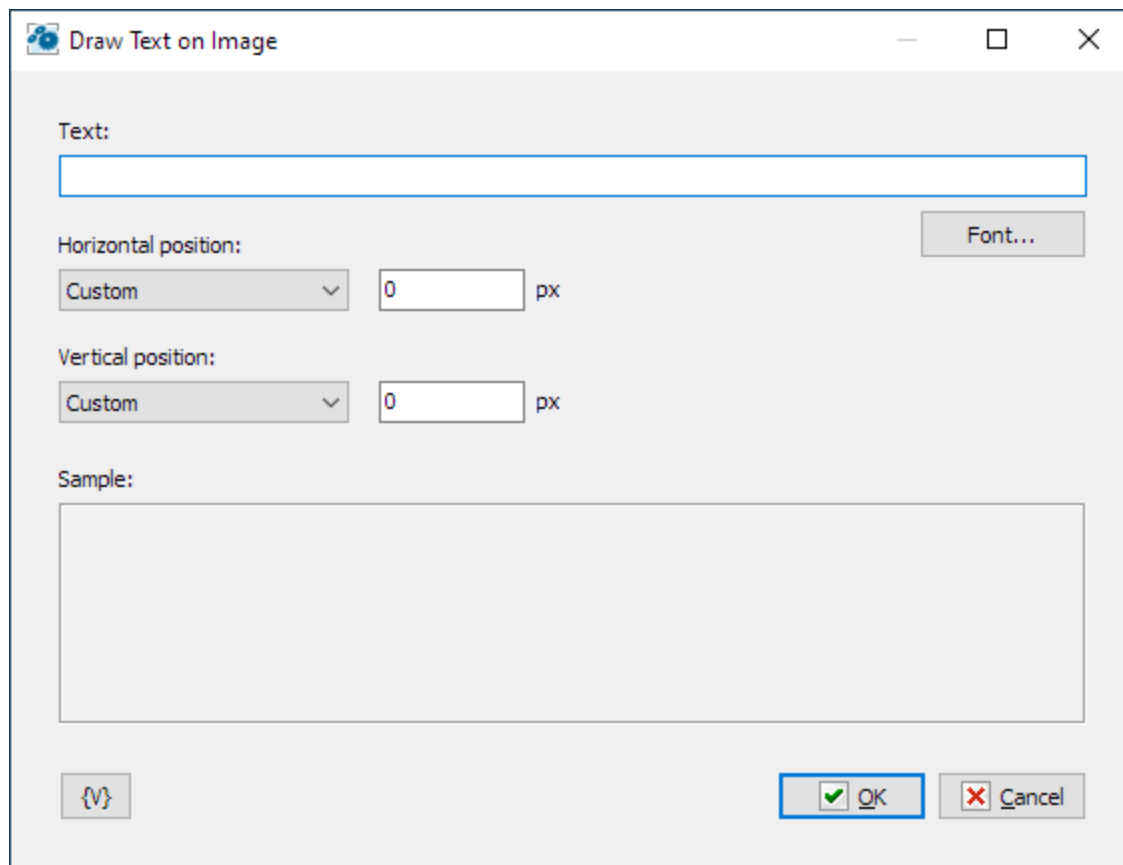 Draw Text on Image
Text:
Font...
Horizontal position:
Custom 0 px
Vertical position:
Custom 0 px
Sample:
{V} OK Cancel